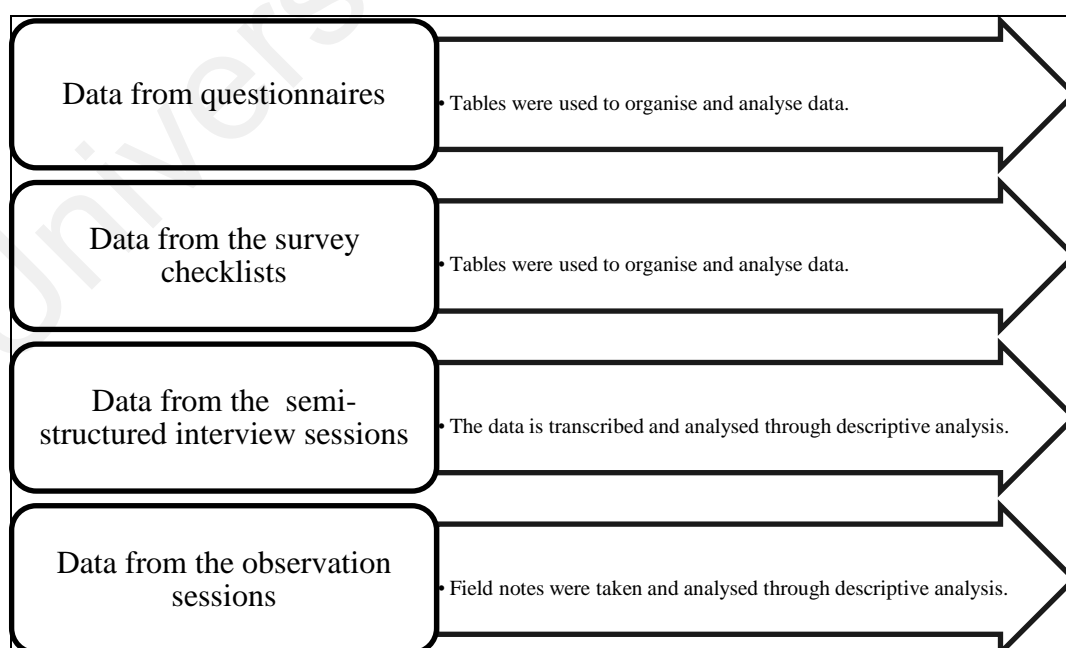 Data from questionnaires
• Tables were used to organise and analyse data.
Data from the survey
checklists
• Tables were used to organise and analyse data.
Data from the semi-
structured interview sessions
• The data is transcribed and analysed through descriptive analysis.
Data from the observation
sessions
• Field notes were taken and analysed through descriptive analysis.
Univers